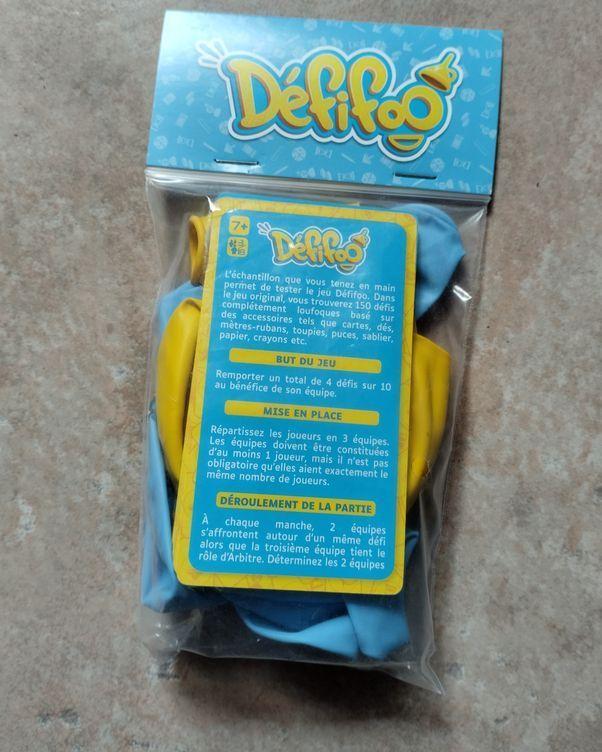 Défifoo
7+
Défifoo
L'échantillon que vous tenez en main
permet de tester le jeu Défifoo. Dans
le jeu original, vous trouverez 150 défis
complétement loufoques basé sur
des accessoires tels que cartes, dés,
mètres-rubans, toupies, puces, sablier,
papier, crayons etc.
BUT DU JEU
Remporter un total de 4 défis sur 10
au bénéfice de son équipe.
MISE EN PLACE
Répartissez les joueurs en 3 équipes.
Les équipes doivent être constituées
d'au moins 1 joueur, mais il n'est pas
obligatoire qu'elles aient exactement le
même nombre de joueurs.
DÉROULEMENT DE LA PARTIE
À chaque manche, 2 équipes
s'affrontent autour d'un même défi
alors que la troisième équipe tient le
rôle d'Arbitre. Déterminez les 2 équipes